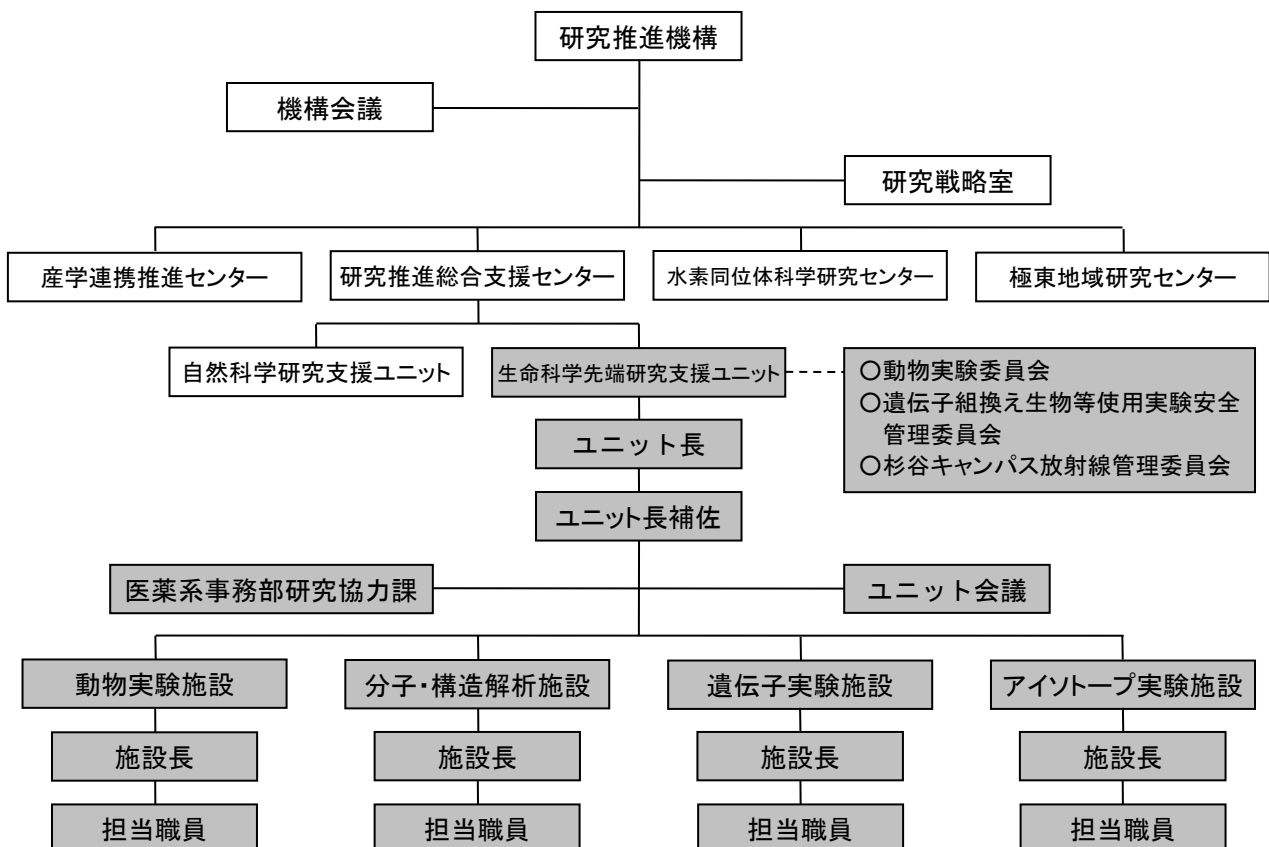 研究推進機構
機構会議
研究戦略室
産学連携推進センター
研究推進総合支援センター
水素同位体科学研究センター
極東地域研究センター
自然科学研究支援ユニット
生命科学先端研究支援ユニット
○動物実験委員会
○遺伝子組換え生物等使用実験安全
管理委員会
○杉谷キャンパス放射線管理委員会
ユニット長
ユニット長補佐
医薬系事務部研究協力課
ユニット会議
動物実験施設
分子・構造解析施設
遺伝子実験施設
アイソトープ実験施設
施設長
施設長
施設長
施設長
担当職員
担当職員
担当職員
担当職員